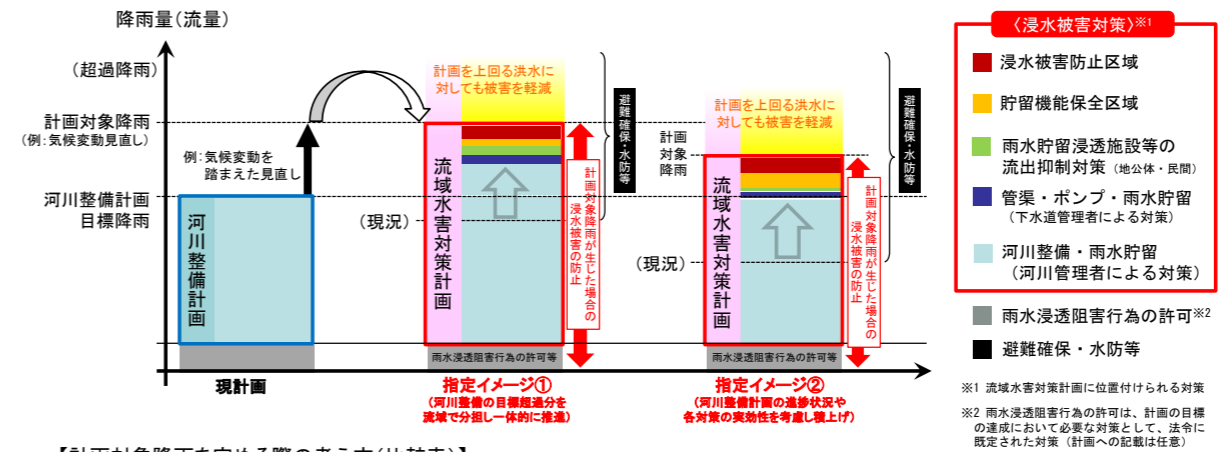 降雨量(流量)
(超過降雨)
計画対象降雨
(例：気候変動見直し)
河川整備計画
目標降雨
例：気候変動を
踏まえた見直し
河川整備計画
現計画
計画を上回る洪水に
対しても被害を軽減
流域水害対策計画
(現況)
避難確保・水防等
計画対象降雨が生じた場合の
浸水被害の防止
雨水浸透阻害行為の許可等
指定イメージ①
(河川整備の目標超過分を
流域で分担し一体的に推進)
計画を上回る洪水に
対しても被害を軽減
計画
対象
降雨
流域水害対策計画
(現況)
避難確保・水防等
計画対象降雨が生じた場合の
浸水被害の防止
雨水浸透阻害行為の許可等
指定イメージ②
(河川整備計画の進捗状況や
各対策の実効性を考慮し積上げ)
〈浸水被害対策〉※1
浸水被害防止区域
貯留機能保全区域
雨水貯留浸透施設等の
流出抑制対策 (地公体・民間)
管渠・ポンプ・雨水貯留
(下水道管理者による対策)
河川整備・雨水貯留
(河川管理者による対策)
雨水浸透阻害行為の許可※2
避難確保・水防等
※1 流域水害対策計画に位置付けられる対策
※2 雨水浸透阻害行為の許可は、計画の目標
の達成において必要な対策として、法令に
既定された対策（計画への記載は任意）